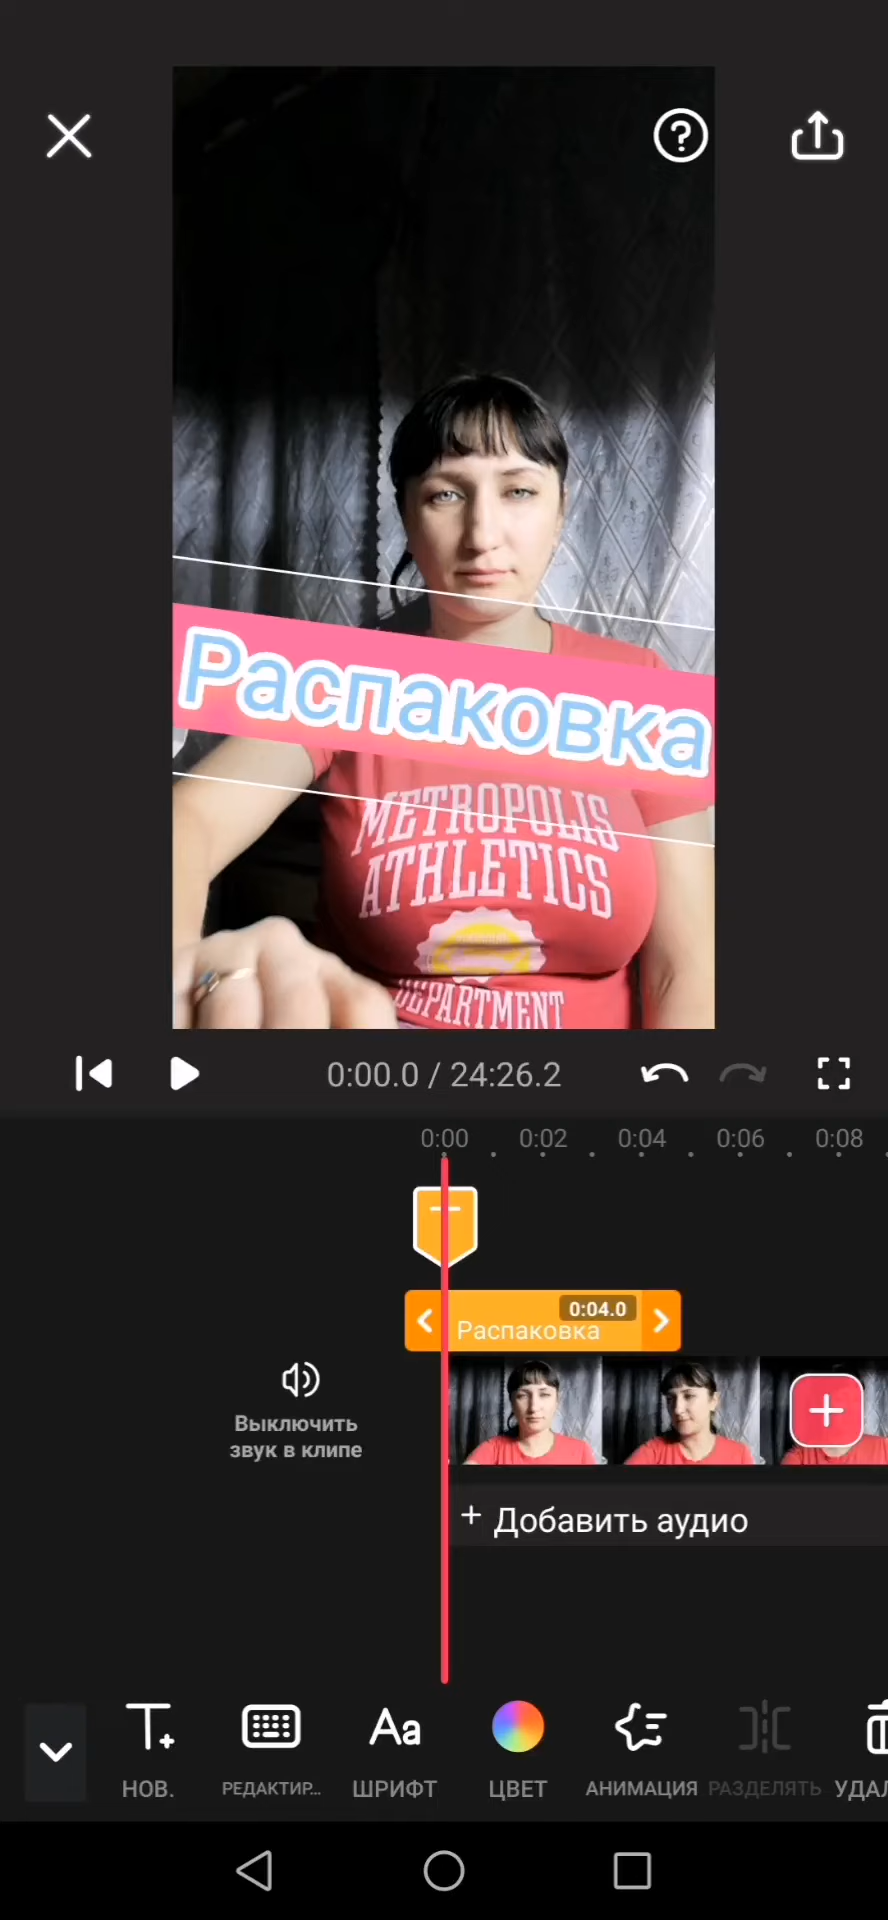 Распаковка
METROPOLIS
ATHLETICS
DEPARTMENT
0:00.0 / 24:26.2
0:00 0:02 0:04 0:06 0:08
0:04.0
Распаковка
Выключить
звук в клипе
+ Добавить аудио
НОВ. РЕДАКТИР... ШРИФТ ЦВЕТ АНИМАЦИЯ РАЗДЕЛЯТЬ УДАЛ